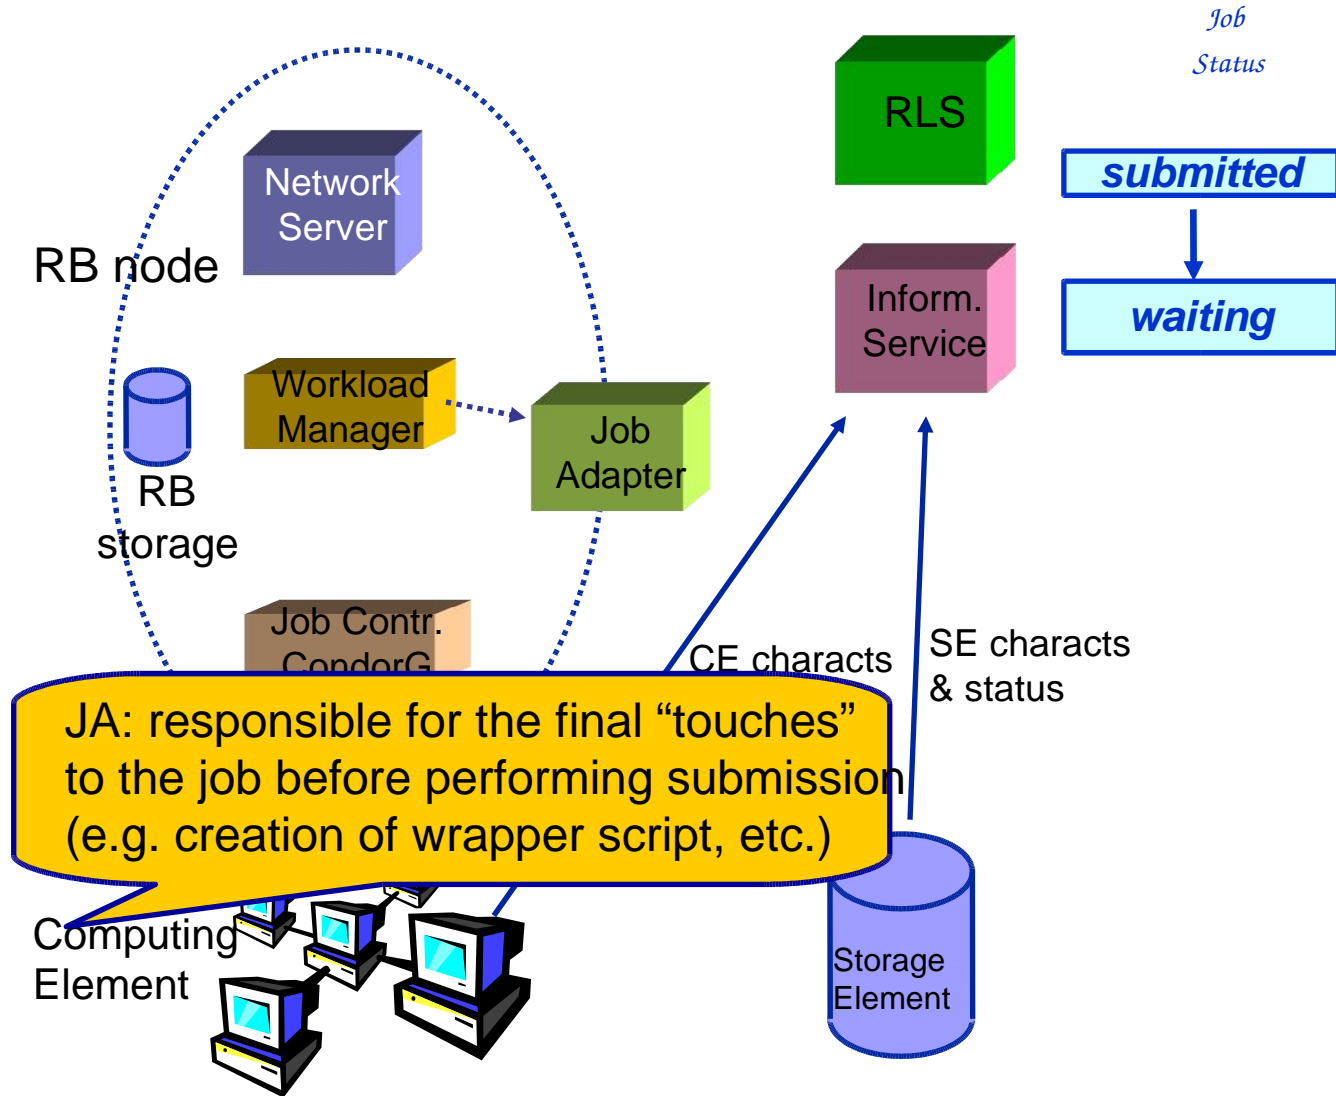 Job
Status
RLS
submitted
Network
Server
RB node
Inform.
Service
waiting
Workload
Manager
Job
Adapter
RB
storage
Job Contr.
CondorG
CE characts
SE characts
& status
JA: responsible for the final “touches”
to the job before performing submission
(e.g. creation of wrapper script, etc.)
Computing
Element
Storage
Element